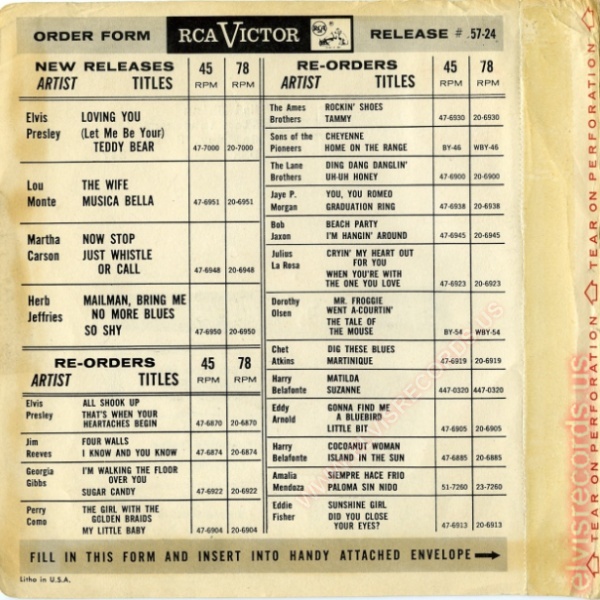 ORDER FORM RCA VICTOR RELEASE # 57-24
NEW RELEASES 45 78
ARTIST TITLES RPM RPM
Elvis LOVING YOU
Presley (Let Me Be Your)
TEDDY BEAR 47-7000 20-7000
Lou THE WIFE
Monte MUSICA BELLA 47-6951 20-6951
Martha NOW STOP
Carson JUST WHISTLE
OR CALL 47-6948 20-6948
Herb MAILMAN, BRING ME
Jeffries NO MORE BLUES
SO SHY 47-6950 20-6950
RE-ORDERS 45 78
ARTIST TITLES RPM RPM
Elvis ALL SHOOK UP
Presley THAT'S WHEN YOUR
HEARTACHES BEGIN 47-6870 20-6870
Jim FOUR WALLS
Reeves I KNOW AND YOU KNOW 47-6874 20-6874
Georgia I'M WALKING THE FLOOR
Gibbs OVER YOU
SUGAR CANDY 47-6922 20-6922
Perry THE GIRL WITH THE
Como GOLDEN BRAIDS
MY LITTLE BABY 47-6904 20-6904
RE-ORDERS 45 78
ARTIST TITLES RPM RPM
The Ames ROCKIN' SHOES
Brothers TAMMY 47-6930 20-6930
Sons of the CHEYENNE
Pioneers HOME ON THE RANGE BY-46 WBY-46
The Lane DING DANG DANGLIN'
Brothers UH-UH HONEY 47-6900 20-6900
Jaye P. YOU, YOU ROMEO
Morgan GRADUATION RING 47-6938 20-6938
Bob BEACH PARTY
Jaxon I'M HANGIN' AROUND 47-6945 20-6945
Julius CRYIN' MY HEART OUT
La Rosa FOR YOU
WHEN YOU'RE WITH
THE ONE YOU LOVE 47-6923 20-6923
Dorothy MR. FROGGIE
Olsen WENT A-COURTIN'
THE TALE OF
THE MOUSE BY-54 WBY-54
Chet DIG THESE BLUES
Atkins MARTINIQUE 47-6919 20-6919
Harry MATILDA
Belafonte SUZANNE 447-0320 447-0320
Eddy GONNA FIND ME
Arnold A BLUEBIRD
LITTLE BIT 47-6905 20-6905
Harry COCOANUT WOMAN
Belafonte ISLAND IN THE SUN 47-6885 20-6885
Amalia SIEMPRE HACE FRIO
Mendoza PALOMA SIN NIDO 51-7260 23-7260
Eddie SUNSHINE GIRL
Fisher DID YOU CLOSE
YOUR EYES? 47-6913 20-6913
FILL IN THIS FORM AND INSERT INTO HANDY ATTACHED ENVELOPE
Litho in U.S.A.
TEAR ON PERFORATION
TEAR ON PERFORATION
TEAR ON PERFORATION
www.elvisrecords.us
elvisrecords.us